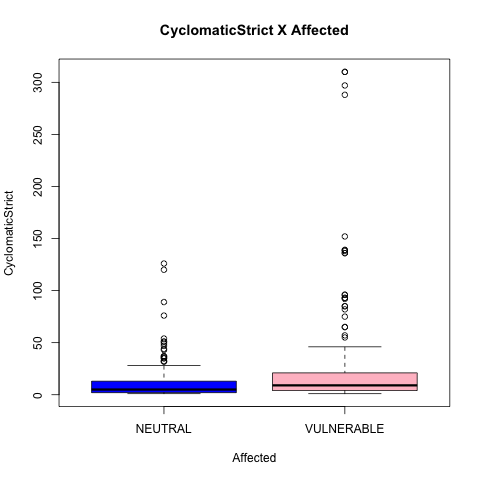 CyclomaticStrict X Affected
CyclomaticStrict
300
250
200
150
100
50
0
NEUTRAL VULNERABLE
Affected